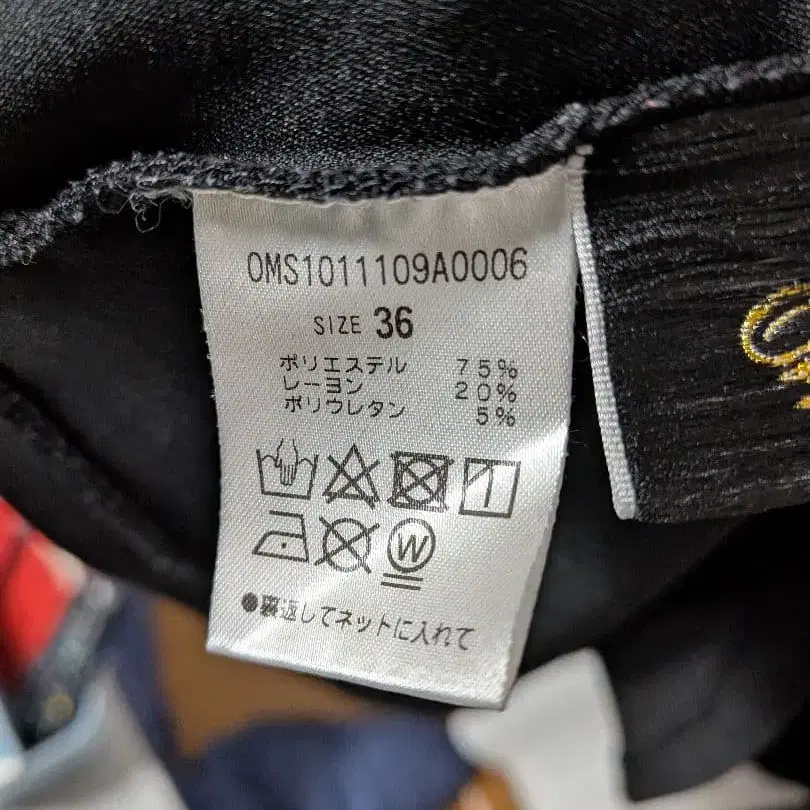 OMS1011109A0006
SIZE 36
ポリエステル 75%
レーヨン 20%
ポリウレタン 5%
W
●裏返してネットに入れて